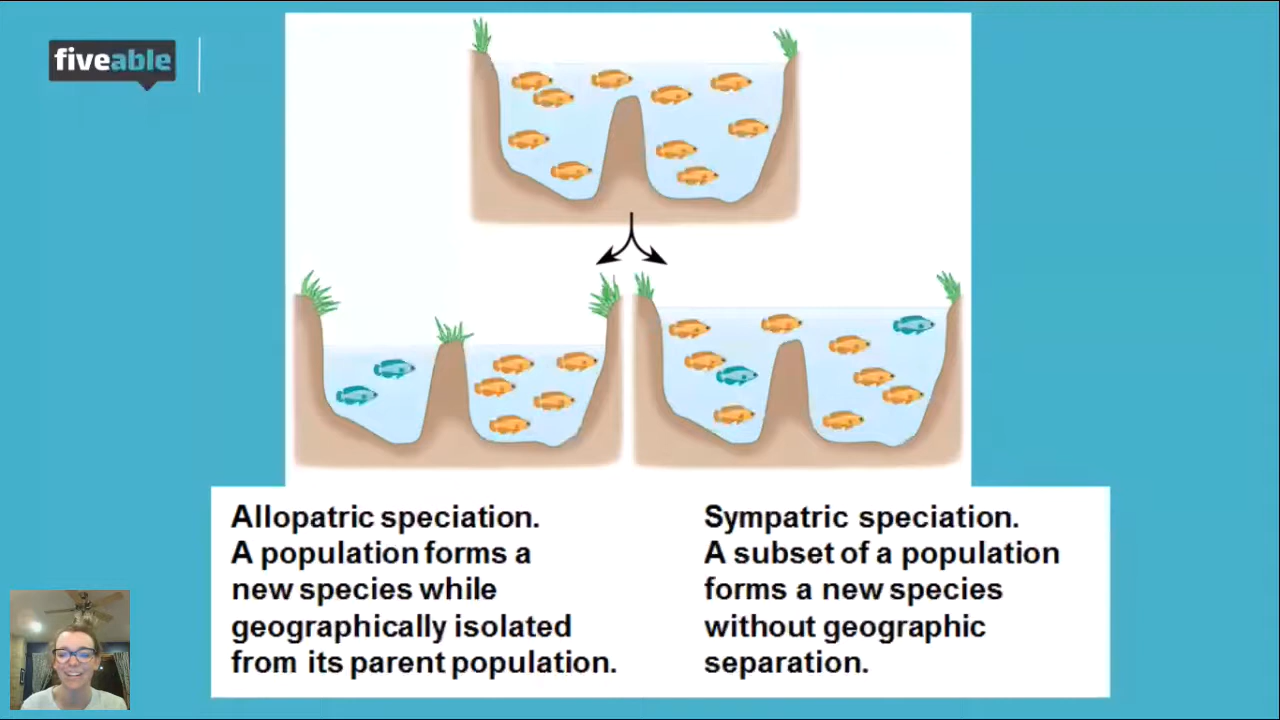 fiveable
Allopatric speciation.
A population forms a
new species while
geographically isolated
from its parent population.
Sympatric speciation.
A subset of a population
forms a new species
without geographic
separation.